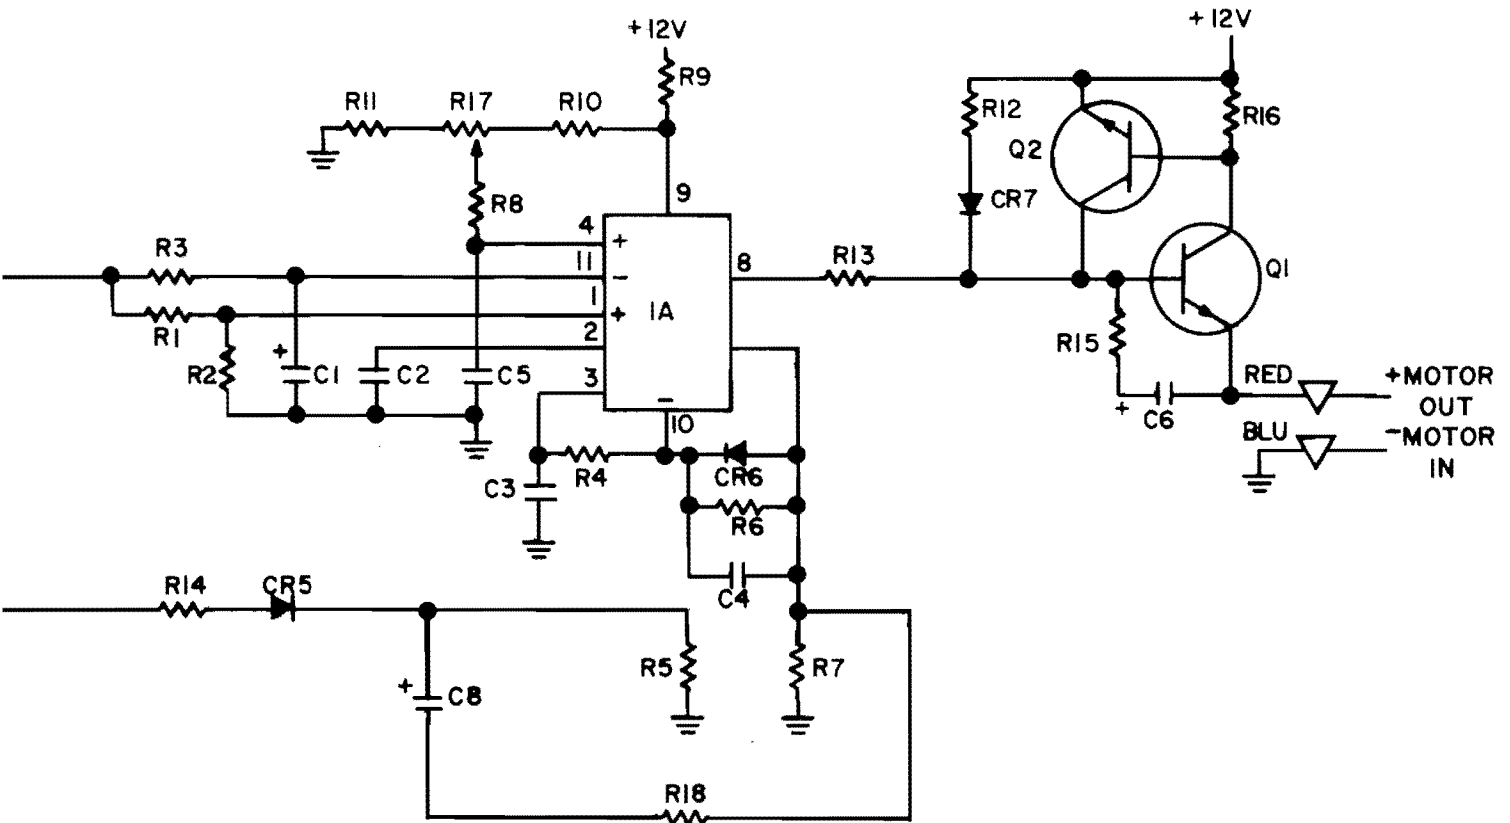 +12V
+12V
R9
R11
R17
R10
R12
R16
Q2
9
R8
CR7
4
+
R3
11
8
R13
Q1
−
1
+
1A
R1
2
R15
+
R2
C1
C2
C5
3
RED
+MOTOR
OUT
−
+
C6
10
BLU
−MOTOR
IN
R4
CR6
C3
R6
R14
CR5
C4
R5
R7
+
C8
R18